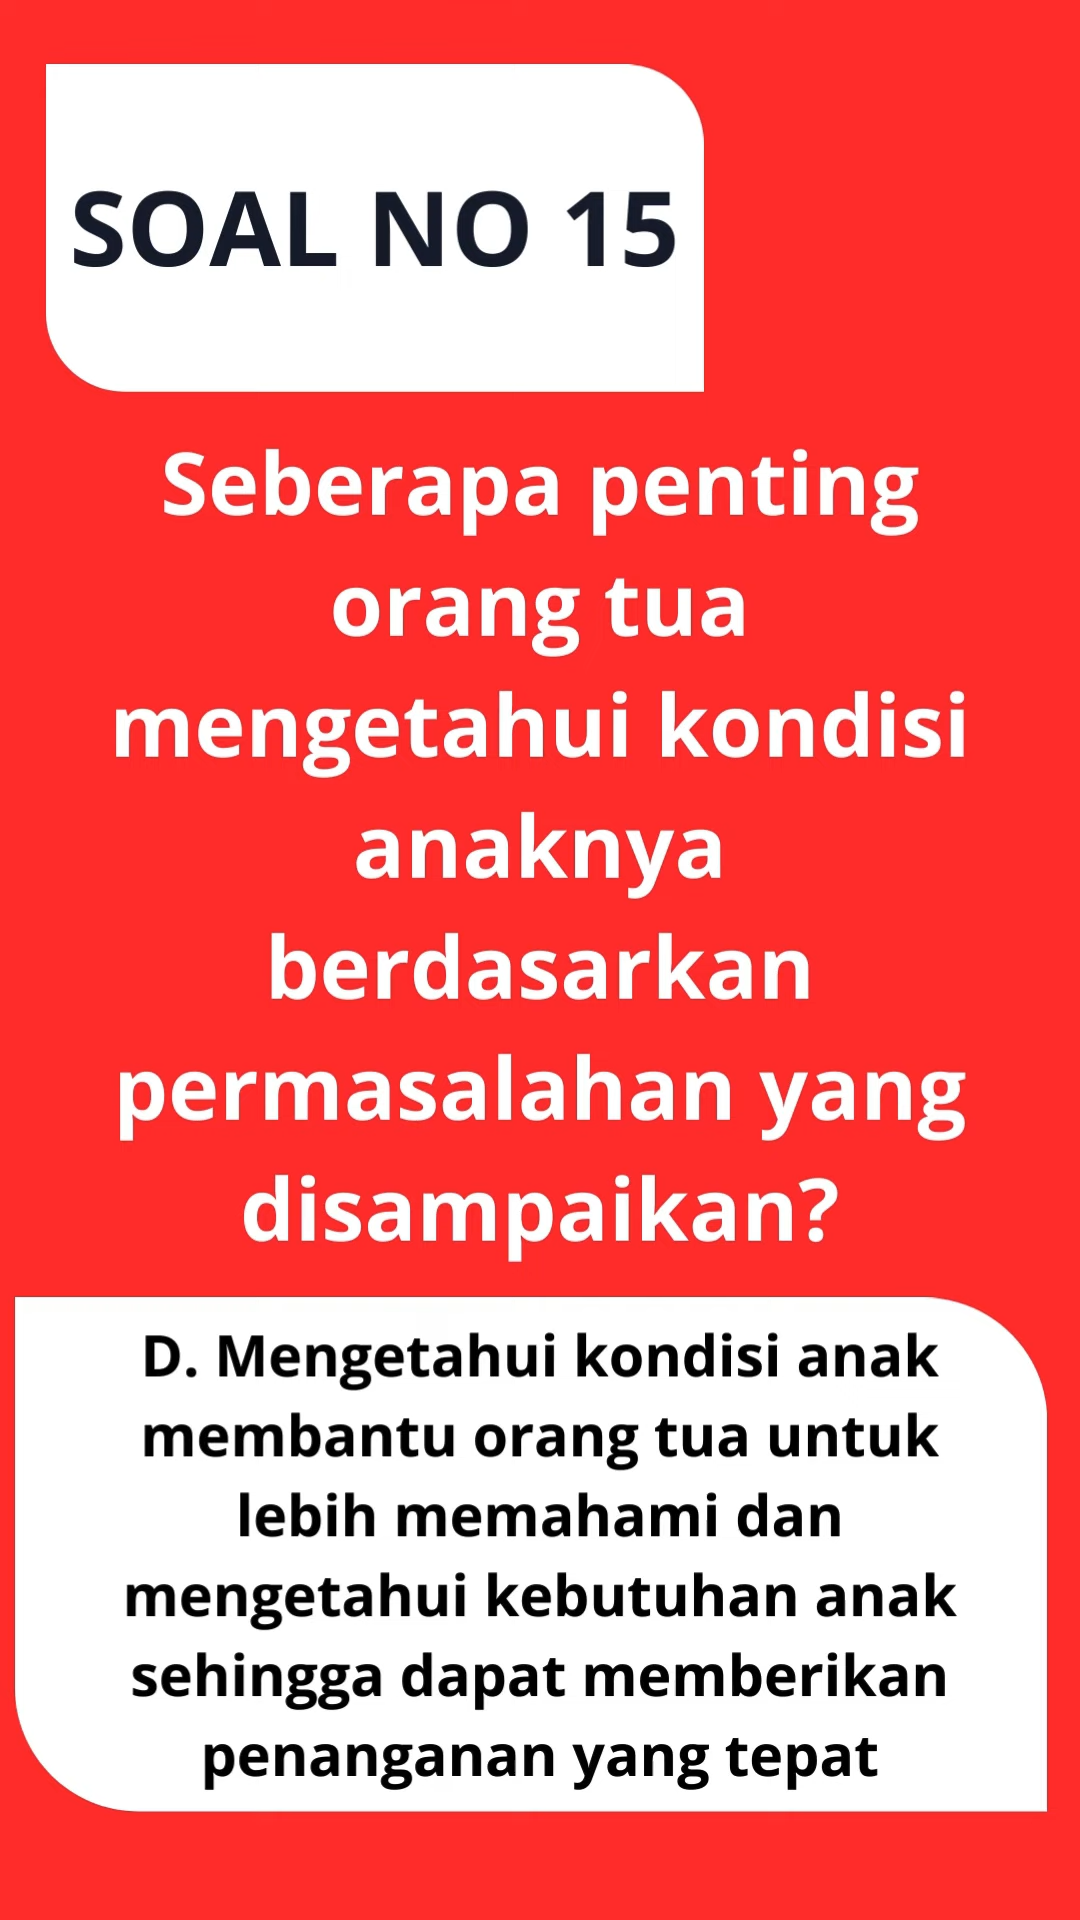 SOAL NO 15
Seberapa penting
orang tua
mengetahui kondisi
anaknya
berdasarkan
permasalahan yang
disampaikan?
D. Mengetahui kondisi anak
membantu orang tua untuk
lebih memahami dan
mengetahui kebutuhan anak
sehingga dapat memberikan
penanganan yang tepat